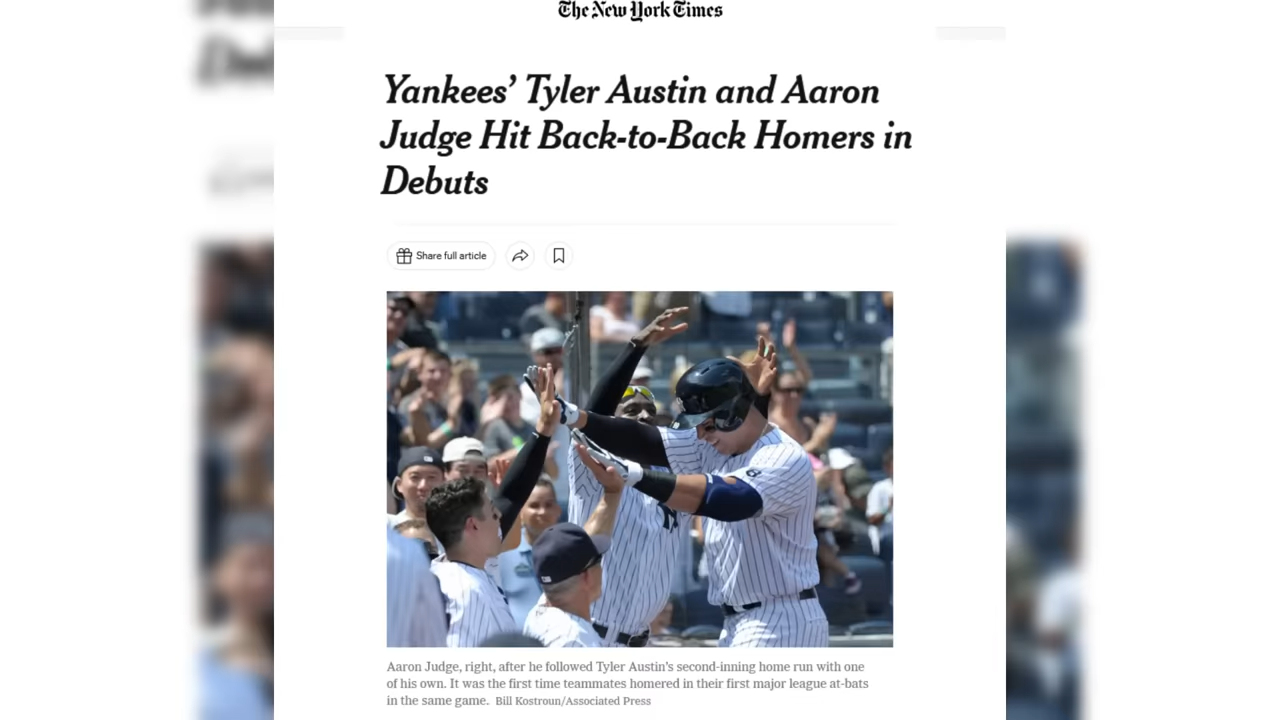 The New York Times
Yankees’ Tyler Austin and Aaron
Judge Hit Back-to-Back Homers in
Debuts
Share full article
Aaron Judge, right, after he followed Tyler Austin's second-inning home run with one
of his own. It was the first time teammates homered in their first major league at-bats
in the same game. Bill Kostroun/Associated Press